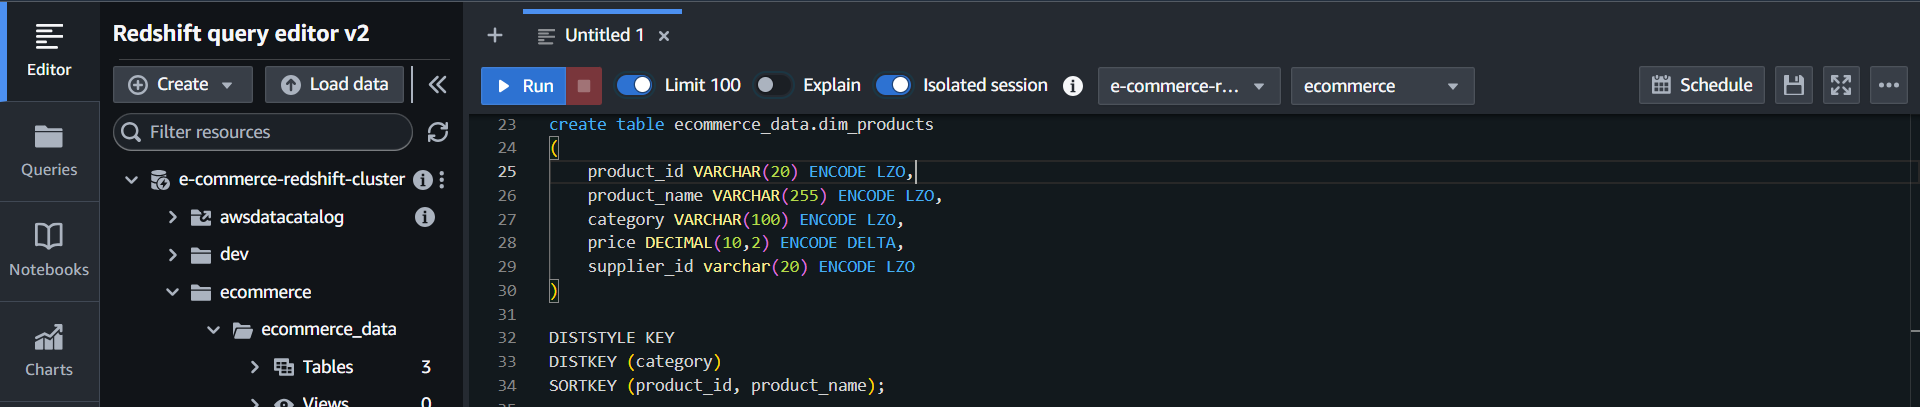 Editor
Queries
Notebooks
Charts
Redshift query editor v2
Create
Load data
Filter resources
e-commerce-redshift-cluster
awsdatacatalog
dev
ecommerce
ecommerce_data
Tables 3
Views 0
Untitled 1
Run
Limit 100
Explain
Isolated session
e-commerce-r...
ecommerce
Schedule
23 create table ecommerce_data.dim_products
24 (
25 product_id VARCHAR(20) ENCODE LZO,
26 product_name VARCHAR(255) ENCODE LZO,
27 category VARCHAR(100) ENCODE LZO,
28 price DECIMAL(10,2) ENCODE DELTA,
29 supplier_id varchar(20) ENCODE LZO
30 )
31
32 DISTSTYLE KEY
33 DISTKEY (category)
34 SORTKEY (product_id, product_name);